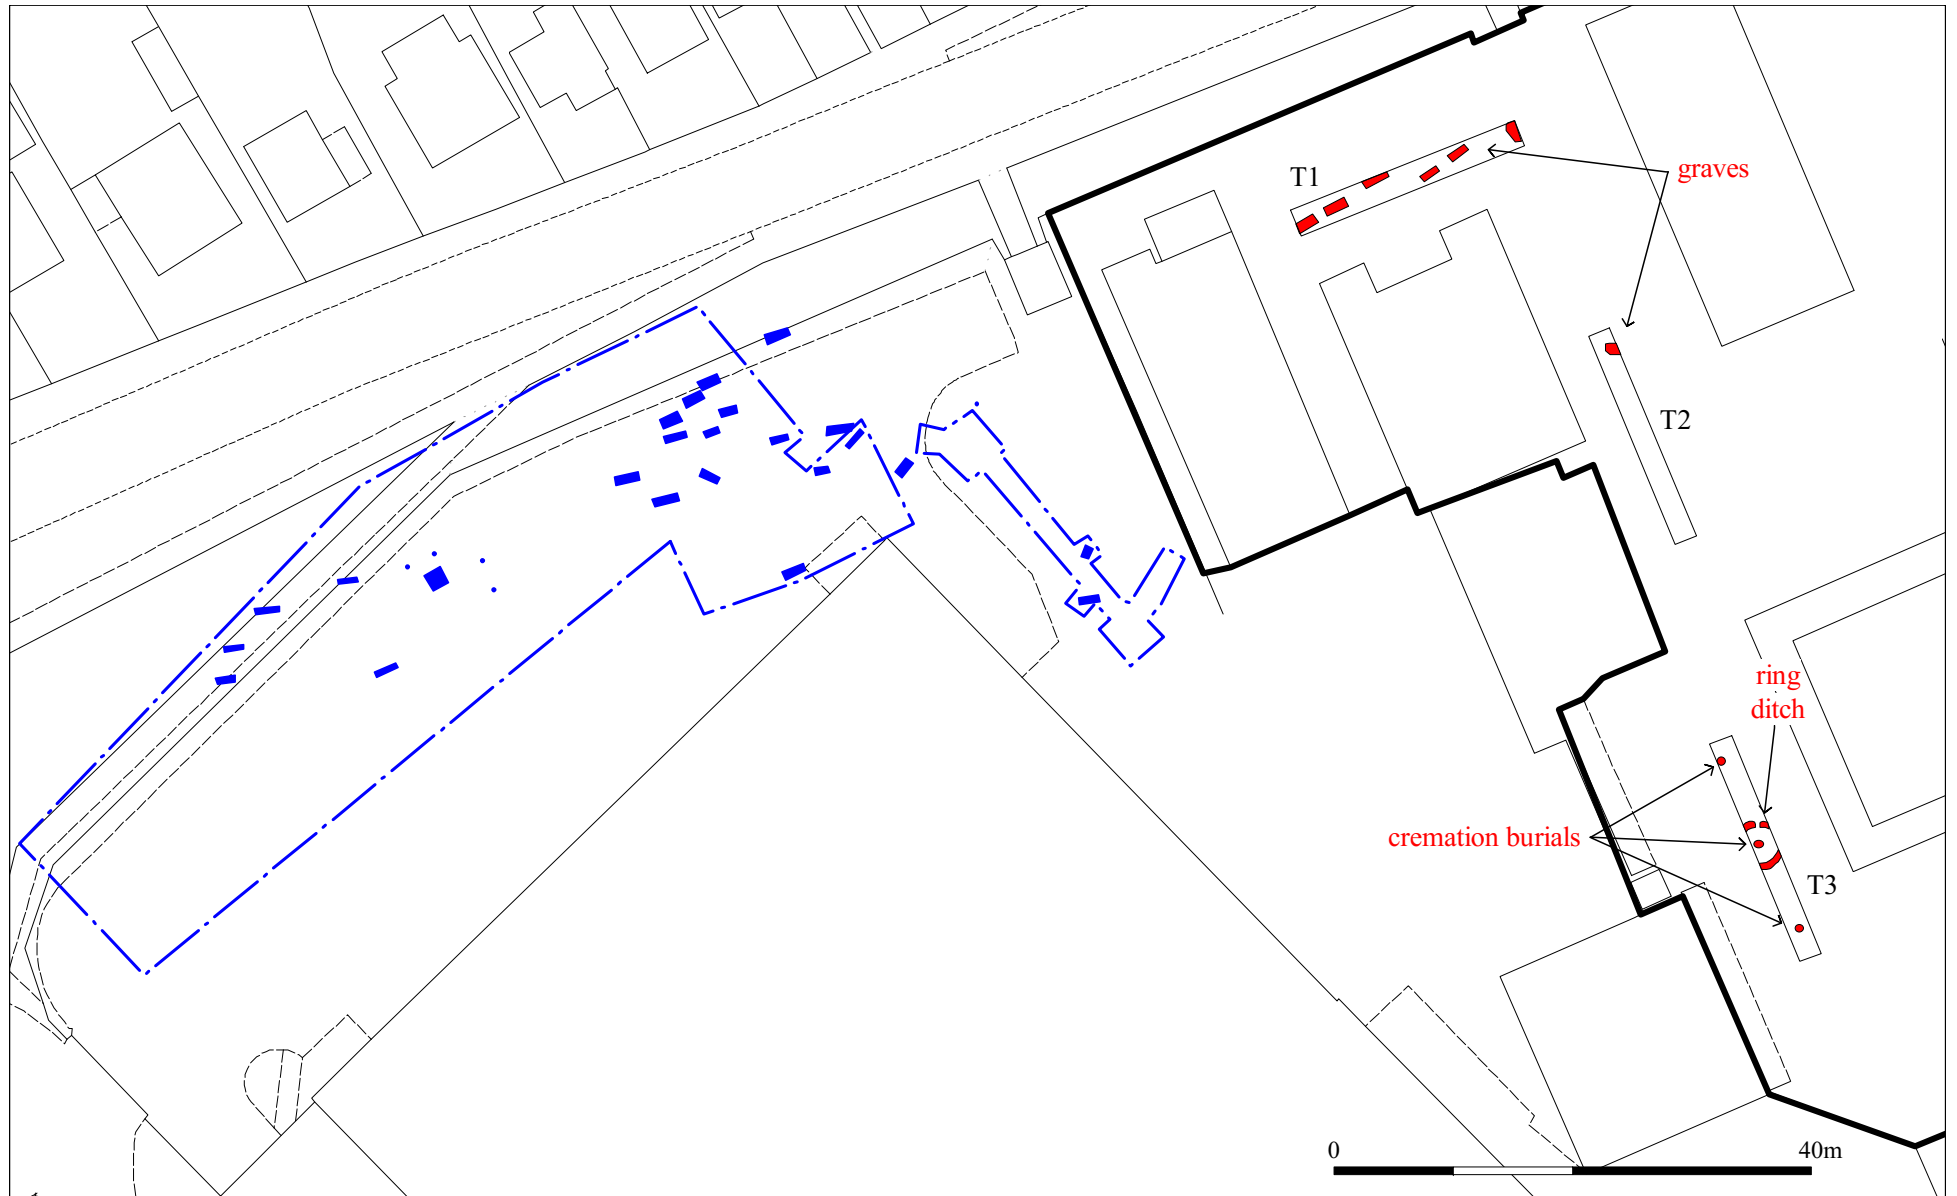 T1
graves
T2
ring
ditch
cremation burials
T3
0 40m